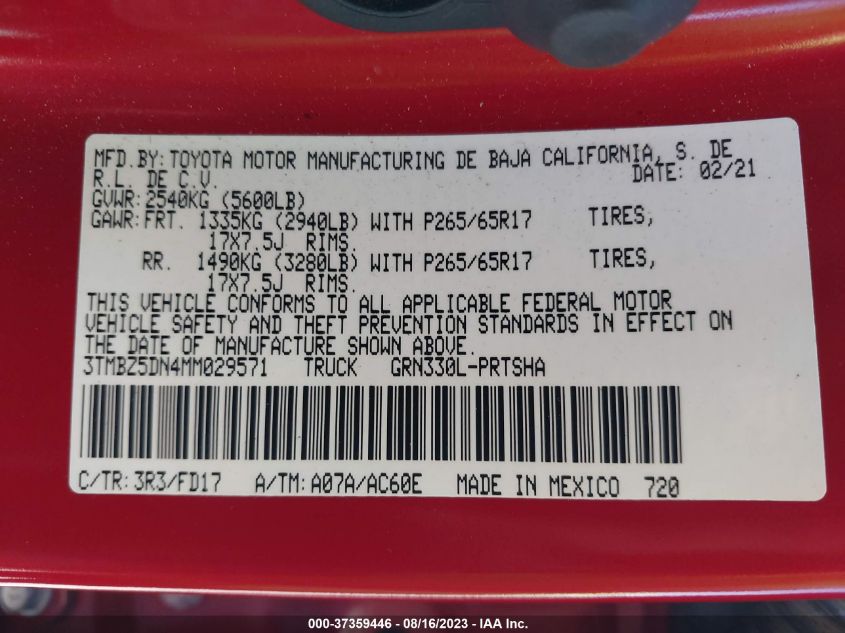 MFD.BY:TOYOTA MOTOR MANUFACTURING DE BAJA CALIFORNIA, S. DE
R.L. DE C.V. DATE: 02/21
GVWR:2540KG (5600LB)
GAWR:FRT. 1335KG (2940LB) WITH P265/65R17 TIRES,
17X7.5J RIMS.
RR. 1490KG (3280LB) WITH P265/65R17 TIRES,
17X7.5J RIMS.
THIS VEHICLE CONFORMS TO ALL APPLICABLE FEDERAL MOTOR
VEHICLE SAFETY AND THEFT PREVENTION STANDARDS IN EFFECT ON
THE DATE OF MANUFACTURE SHOWN ABOVE.
3TMBZ5DN4MM029571 TRUCK GRN330L-PRTSHA
C/TR:3R3/FD17 A/TM:A07A/AC60E MADE IN MEXICO 720
000-37359446 - 08/16/2023 - IAA Inc.